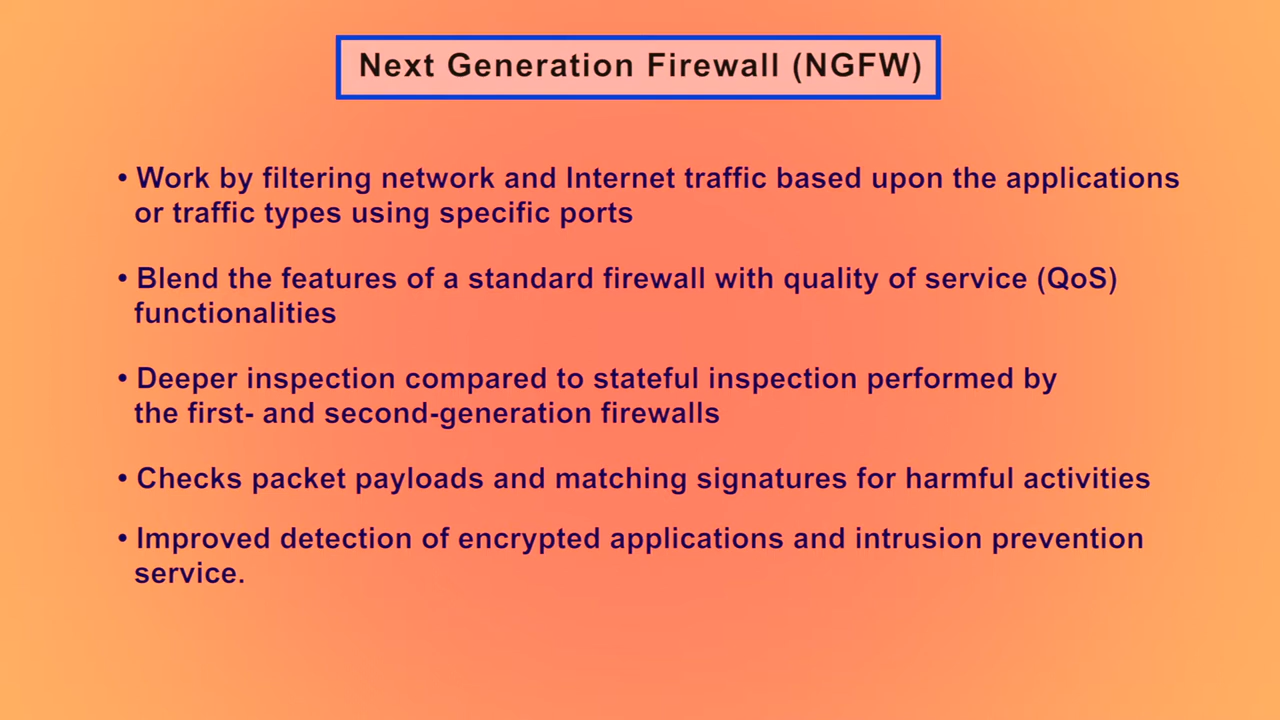 Next Generation Firewall (NGFW)
• Work by filtering network and Internet traffic based upon the applications
or traffic types using specific ports
• Blend the features of a standard firewall with quality of service (QoS)
functionalities
• Deeper inspection compared to stateful inspection performed by
the first- and second-generation firewalls
• Checks packet payloads and matching signatures for harmful activities
• Improved detection of encrypted applications and intrusion prevention
service.